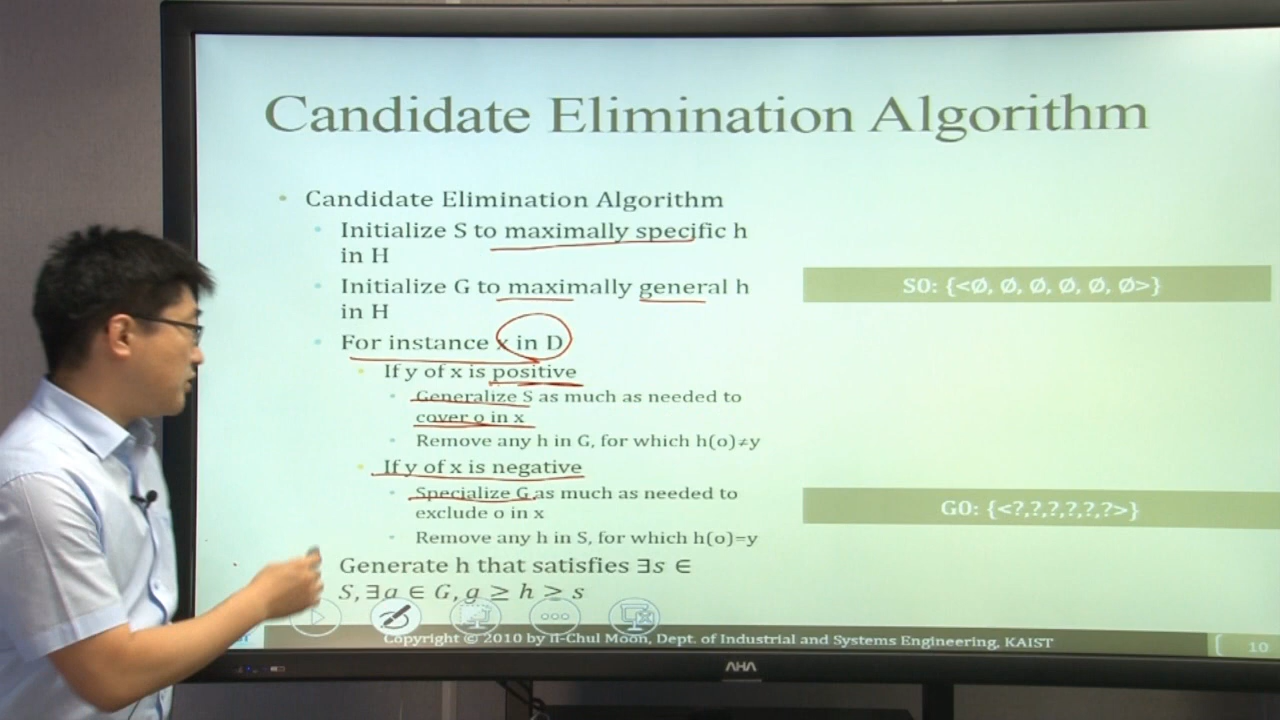 Candidate Elimination Algorithm
Candidate Elimination Algorithm
Initialize S to maximally specific h
in H
Initialize G to maximally general h
in H
For instance x in D
If y of x is positive
Generalize S as much as needed to
cover o in x
Remove any h in G, for which h(o)≠y
If y of x is negative
Specialize G as much as needed to
exclude o in x
Remove any h in S, for which h(o)=y
Generate h that satisfies ∃s ∈
S, ∃g ∈ G, g ≥ h ≥ s
S0: {<Ø, Ø, Ø, Ø, Ø, Ø>}
G0: {<?,?,?,?,?,?>}
Copyright © 2010 by Il-Chul Moon, Dept. of Industrial and Systems Engineering, KAIST
10
AHA